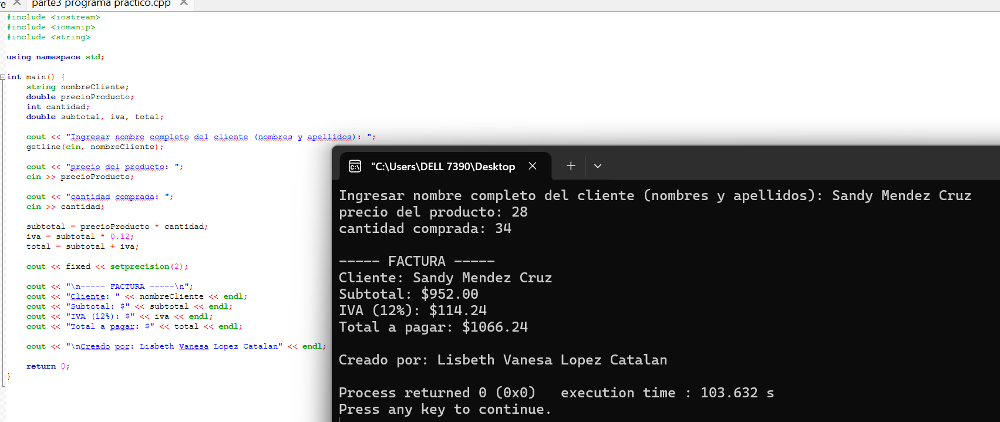 re
parte3 programa practico.cpp
#include <iostream>
#include <iomanip>
#include <string>
using namespace std;
int main() {
string nombreCliente;
double precioProducto;
int cantidad;
double subtotal, iva, total;
cout << "Ingresar nombre completo del cliente (nombres y apellidos): ";
getline(cin, nombreCliente);
cout << "precio del producto: ";
cin >> precioProducto;
cout << "cantidad comprada: ";
cin >> cantidad;
subtotal = precioProducto * cantidad;
iva = subtotal * 0.12;
total = subtotal + iva;
cout << fixed << setprecision(2);
cout << "\n----- FACTURA -----\n";
cout << "Cliente: " << nombreCliente << endl;
cout << "Subtotal: $" << subtotal << endl;
cout << "IVA (12%): $" << iva << endl;
cout << "Total a pagar: $" << total << endl;
cout << "\nCreado por: Lisbeth Vanesa Lopez Catalan" << endl;
return 0;
}
"C:\Users\DELL 7390\Desktop
Ingresar nombre completo del cliente (nombres y apellidos): Sandy Mendez Cruz
precio del producto: 28
cantidad comprada: 34
----- FACTURA -----
Cliente: Sandy Mendez Cruz
Subtotal: $952.00
IVA (12%): $114.24
Total a pagar: $1066.24
Creado por: Lisbeth Vanesa Lopez Catalan
Process returned 0 (0x0)   execution time : 103.632 s
Press any key to continue.